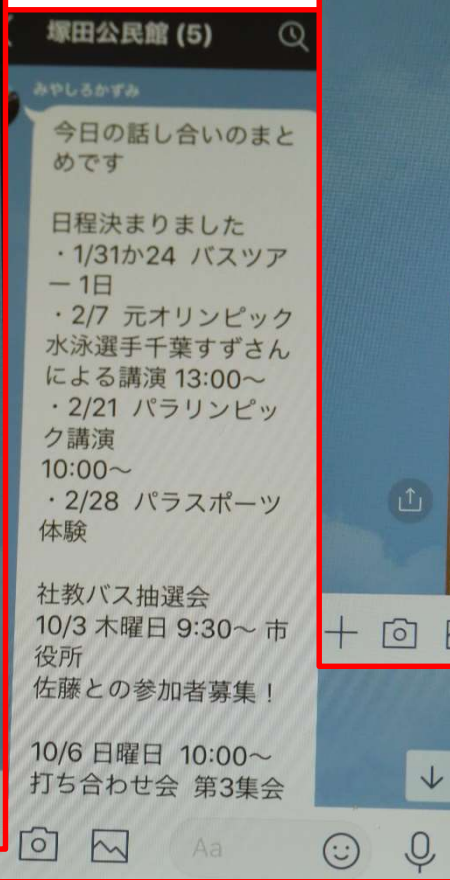 塚田公民館 (5)
みやしろかずみ
今日の話し合いのまと
めです
日程決まりました
・1/31か24 バスツア
ー 1日
・2/7 元オリンピック
水泳選手千葉すずさん
による講演 13:00～
・2/21 パラリンピッ
ク講演
10:00～
・2/28 パラスポーツ
体験
社教バス抽選会
10/3 木曜日 9:30～ 市
役所
佐藤との参加者募集！
10/6 日曜日 10:00～
打ち合わせ会 第3集会
Aa